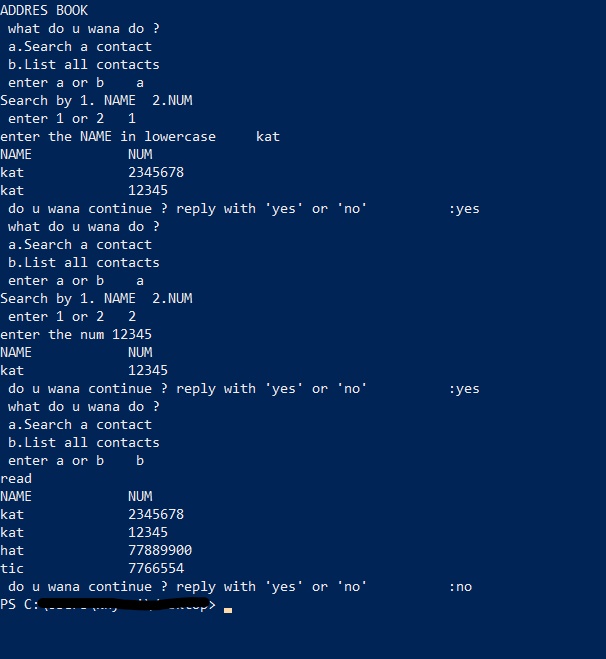 ADDRES BOOK
what do u wana do ?
a.Search a contact
b.List all contacts
enter a or b    a
Search by 1. NAME  2.NUM
enter 1 or 2   1
enter the NAME in lowercase     kat
NAME            NUM
kat             2345678
kat             12345
do u wana continue ? reply with 'yes' or 'no'          :yes
what do u wana do ?
a.Search a contact
b.List all contacts
enter a or b    a
Search by 1. NAME  2.NUM
enter 1 or 2   2
enter the num 12345
NAME            NUM
kat             12345
do u wana continue ? reply with 'yes' or 'no'          :yes
what do u wana do ?
a.Search a contact
b.List all contacts
enter a or b    b
read
NAME            NUM
kat             2345678
kat             12345
hat             77889900
tic             7766554
do u wana continue ? reply with 'yes' or 'no'          :no
PS C:\ >